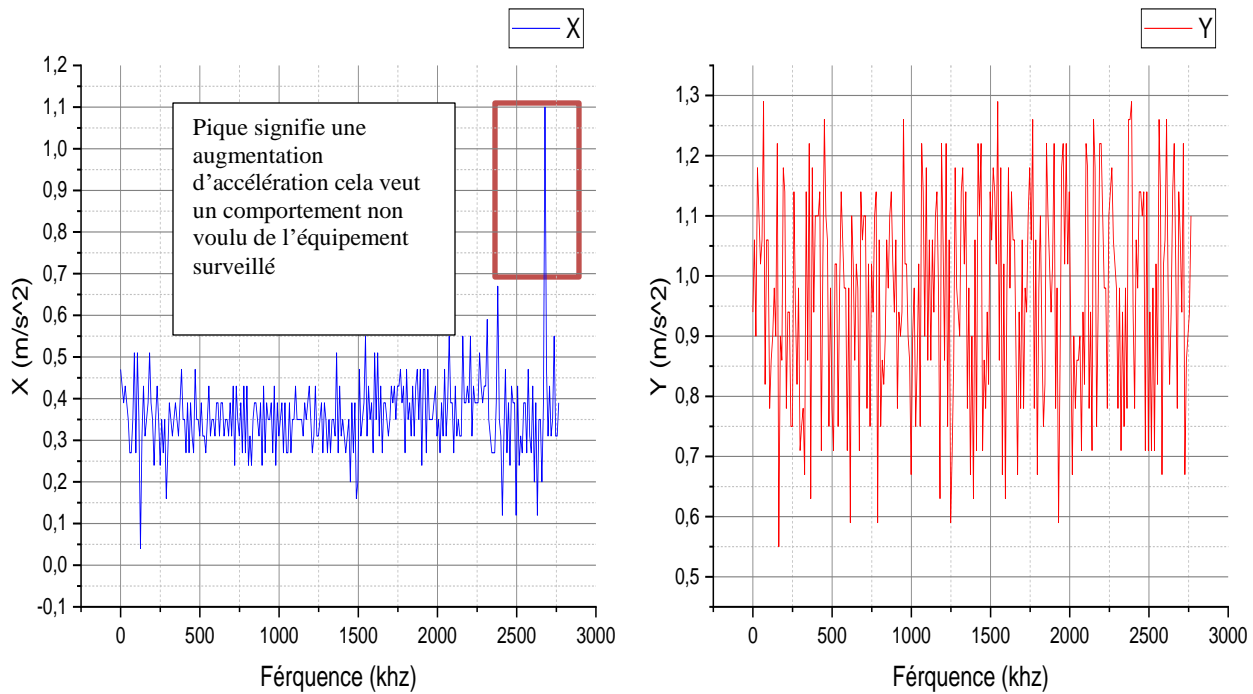 X
X (m/s^2)
1,2
1,1
1,0
0,9
0,8
0,7
0,6
0,5
0,4
0,3
0,2
0,1
0,0
-0,1
Pique signifie une
augmentation
d'accélération cela veut
un comportement non
voulu de l'équipement
surveillé
0 500 1000 1500 2000 2500 3000
Férquence (khz)
Y
Y (m/s^2)
1,3
1,2
1,1
1,0
0,9
0,8
0,7
0,6
0,5
0 500 1000 1500 2000 2500 3000
Férquence (khz)